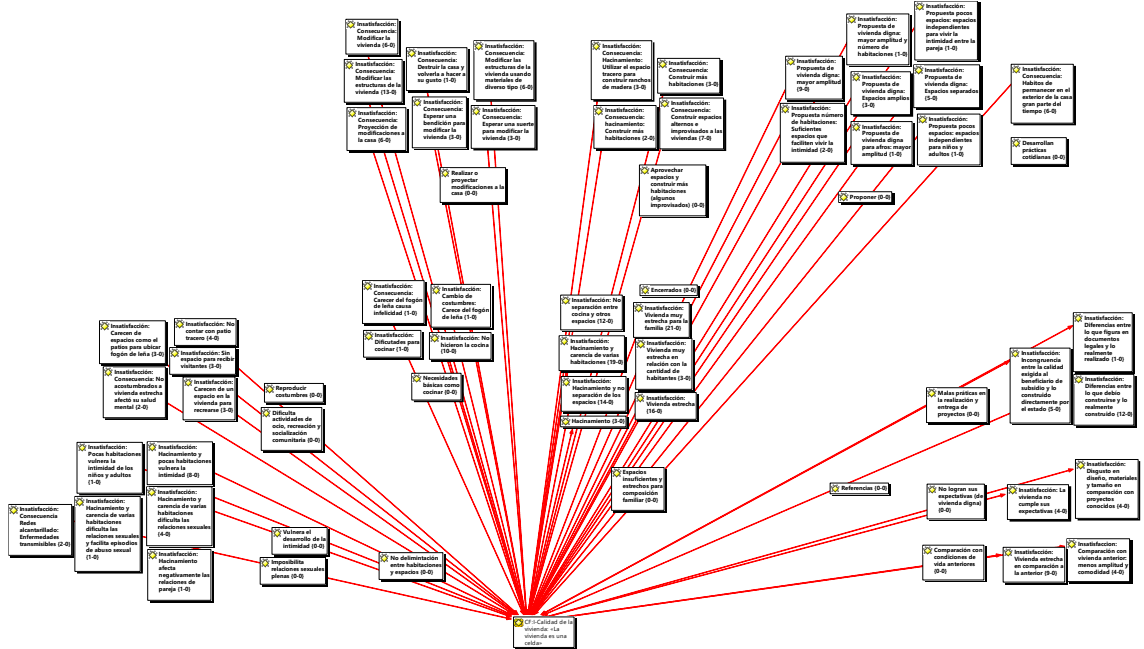 Insatisfacción:
Consecuencia:
Modificar la
vivienda (6-0)
Insatisfacción:
Consecuencia:
Destruir la casa y
volverla a hacer a
su gusto (1-0)
Insatisfacción:
Consecuencia:
Modificar las
estructuras de la
vivienda usando
materiales de
diverso tipo (6-0)
Insatisfacción:
Consecuencia:
Modificar las
estructuras de la
vivienda (13-0)
Insatisfacción:
Consecuencia:
Esperar una
bendición para
modificar la
vivienda (3-0)
Insatisfacción:
Consecuencia:
Esperar una suerte
para modificar la
vivienda (3-0)
Insatisfacción:
Consecuencia:
Proyección de
modificaciones a
la casa (6-0)
Realizar o
proyectar
modificaciones a la
casa (0-0)
Insatisfacción:
Consecuencia:
Hacinamiento:
Utilizar el espacio
tracero para
construir ranchos
de madera (3-0)
Insatisfacción:
Consecuencia:
Construir más
habitaciones (3-0)
Insatisfacción:
Consecuencia:
hacinamiento:
Construir más
habitaciones (2-0)
Insatisfacción:
Consecuencia:
Construir espacios
alternos e
improvisados a las
viviendas (7-0)
Aprovechar
espacios y
construir más
habitaciones
(algunos
improvisados) (0-0)
Insatisfacción:
Propuesta de
vivienda digna:
mayor amplitud y
número de
habitaciones (1-0)
Insatisfacción:
Propuesta pocos
espacios: espacios
independientes
para vivir la
intimidad entre la
pareja (1-0)
Insatisfacción:
Propuesta de
vivienda digna:
mayor amplitud
(9-0)
Insatisfacción:
Propuesta de
vivienda digna:
Espacios amplios
(3-0)
Insatisfacción:
Propuesta de
vivienda digna:
Espacios separados
(5-0)
Insatisfacción:
Propuesta número
de habitaciones:
Suficientes
espacios que
faciliten vivir la
intimidad (2-0)
Insatisfacción:
Propuesta de
vivienda digna
para afros: mayor
amplitud (1-0)
Insatisfacción:
Propuesta pocos
espacios: espacios
independientes
para niños y
adultos (1-0)
Proponer (0-0)
Insatisfacción:
Consecuencia:
Habitos de
permanecer en el
exterior de la casa
gran parte del
tiempo (6-0)
Desarrollan
prácticas
cotidianas (0-0)
Insatisfacción:
Consecuencia:
Carecer del fogón
de leña causa
infelicidad (1-0)
Insatisfacción:
Cambio de
costumbres:
Carece del fogón
de leña (1-0)
Insatisfacción:
Dificutades para
cocinar (1-0)
Insatisfacción: No
hicieron la cocina
(10-0)
Necesidades
básicas como
cocinar (0-0)
Encerrados (0-0)
Insatisfacción: No
separación entre
cocina y otros
espacios (12-0)
Insatisfacción:
Vivienda muy
estrecha para la
familia (21-0)
Insatisfacción:
Hacinamiento y
carencia de varias
habitaciones (19-0)
Insatisfacción:
Vivienda muy
estrecha en
relación con la
cantidad de
habitantes (3-0)
Insatisfacción:
Hacinamiento y no
separación de los
espacios (14-0)
Insatisfacción:
Vivienda estrecha
(16-0)
Hacinamiento (3-0)
Espacios
insuficientes y
estrechos para
composición
familiar (0-0)
Insatisfacción:
Carecen de
espacios como el
patios para ubicar
fogón de leña (3-0)
Insatisfacción: No
contar con patio
tracero (4-0)
Insatisfacción: Sin
espacio para recibir
visitantes (3-0)
Insatisfacción:
Consecuencia: No
acostumbrados a
vivienda estrecha
afectó su salud
mental (2-0)
Insatisfacción:
Carecen de un
espacio en la
vivienda para
recrearse (3-0)
Reproducir
costumbres (0-0)
Dificulta
actividades de
ocio, recreación y
socialización
comunitaria (0-0)
Insatisfacción:
Pocas habitaciones
vulnera la
intimidad de los
niños y adultos
(1-0)
Insatisfacción:
Hacinamiento y
pocas habitaciones
vulnera la
intimidad (8-0)
Insatisfacción:
Consecuencia
Redes
alcantarillado:
Enfermedades
transmisibles (2-0)
Insatisfacción:
Hacinamiento y
carencia de varias
habitaciones
dificulta las
relaciones sexuales
y facilita episodios
de abuso sexual
(1-0)
Insatisfacción:
Hacinamiento y
carencia de varias
habitaciones
dificulta las
relaciones sexuales
(4-0)
Insatisfacción:
Hacinamiento
afecta
negativamente las
relaciones de
pareja (1-0)
Vulnera el
desarrollo de la
intimidad (0-0)
Imposibilita
relaciones sexuales
plenas (0-0)
No delimintación
entre habitaciones
y espacios (0-0)
Insatisfacción:
Diferencias entre
lo que figura en
documentos
legales y lo
realmente
realizado (1-0)
Insatisfacción:
Incongruencia
entre la calidad
exigida al
beneficiario de
subsidio y lo
construido
directamente por
el estado (5-0)
Insatisfacción:
Diferencias entre
lo que debio
construirse y lo
realmente
construido (12-0)
Malas práticas en
la realización y
entrega de
proyectos (0-0)
Referencias (0-0)
No logran sus
expectativas (de
vivienda digna)
(0-0)
Insatisfacción: La
vivienda no
cumple sus
expectativas (4-0)
Insatisfacción:
Disgusto en
diseño, materiales
y tamaño en
comparación con
proyectos
conocidos (4-0)
Comparación con
condiciones de
vida anteriores
(0-0)
Insatisfacción:
Vivienda estrecha
en comparación a
la anterior (9-0)
Insatisfaccion:
Comparación con
vivienda anterior:
menos amplitud y
comodidad (4-0)
CF:I-Calidad de la
vivienda: «La
vivienda es una
celda»